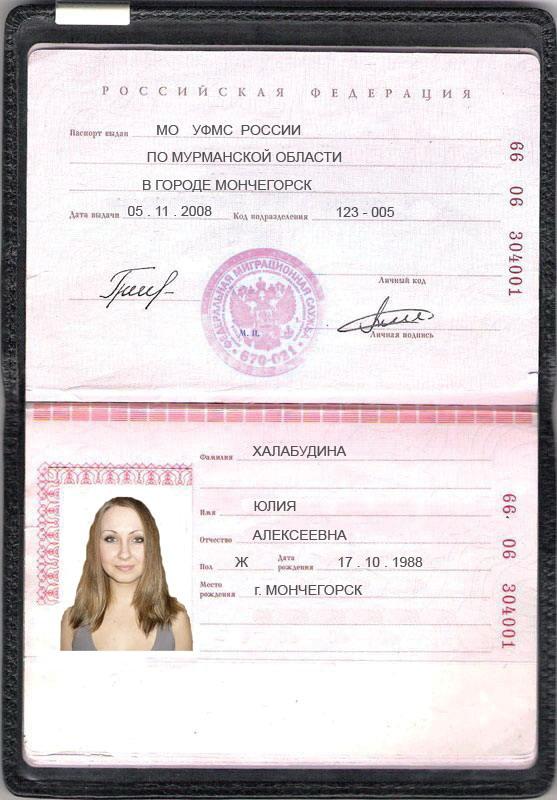 РОССИЙСКАЯ ФЕДЕРАЦИЯ
Паспорт выдан МО УФМС РОССИИ
ПО МУРМАНСКОЙ ОБЛАСТИ
В ГОРОДЕ МОНЧЕГОРСК
Дата выдачи 05 . 11 . 2008 Код подразделения 123 - 005
66 06 304001
Личный код
ФЕДЕРАЛЬНАЯ МИГРАЦИОННАЯ СЛУЖБА
М. П.
670-021
Личная подпись
Фамилия ХАЛАБУДИНА
Имя ЮЛИЯ
Отчество АЛЕКСЕЕВНА
Пол Ж Дата рождения 17 . 10 . 1988
Место рождения г. МОНЧЕГОРСК
66 06 304001